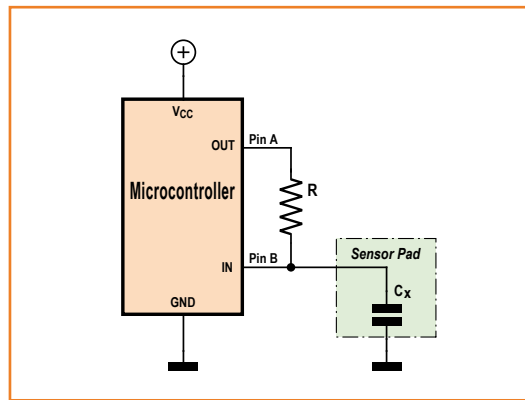 +
VCC
OUT
Pin A
Microcontroller
R
IN
Pin B
Sensor Pad
Cx
GND